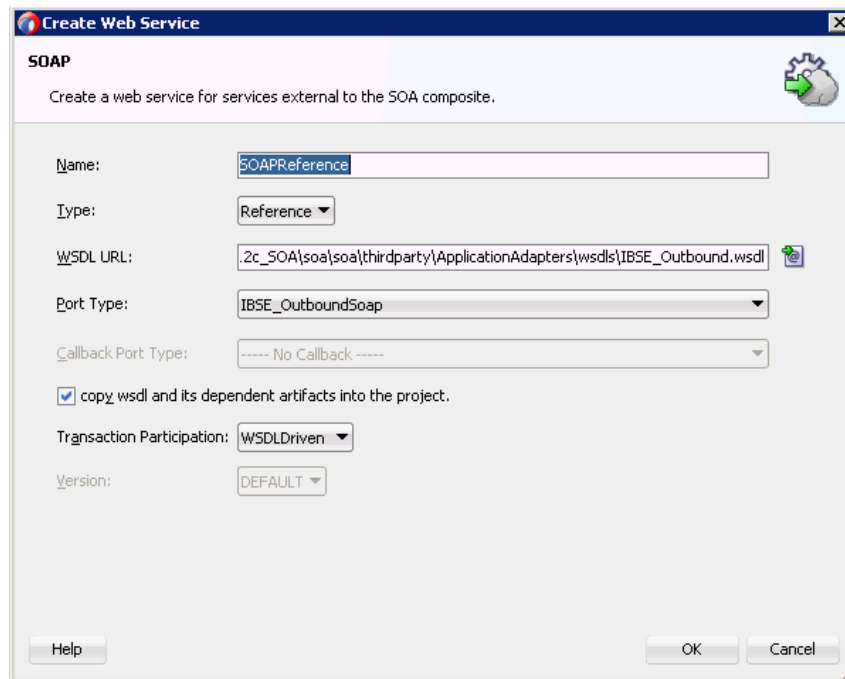 Create Web Service
SOAP
Create a web service for services external to the SOA composite.
Name: SOAPReference
Type: Reference
WSDL URL: .2c_SOA\soa\soa\thirdparty\ApplicationAdapters\wsdls\IBSE_Outbound.wsdl
Port Type: IBSE_OutboundSoap
Callback Port Type: ----- No Callback -----
copy wsdl and its dependent artifacts into the project.
Transaction Participation: WSDLDriven
Version: DEFAULT
Help OK Cancel